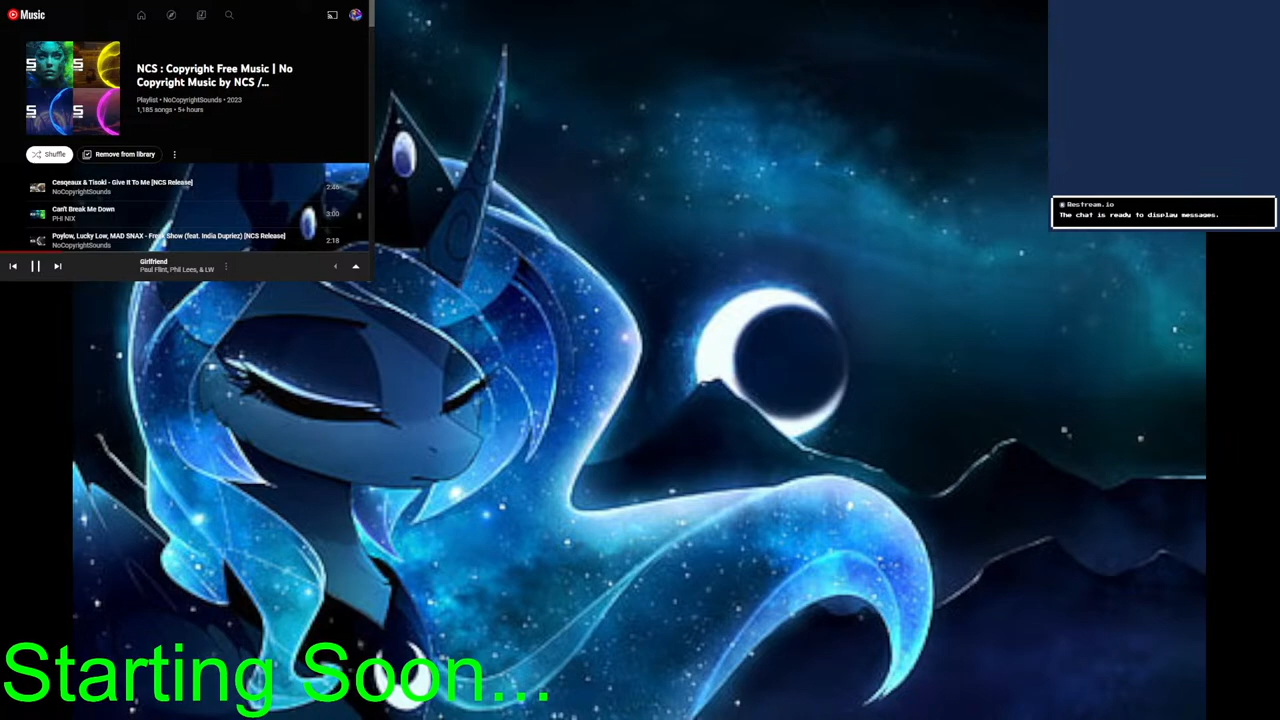 Music
NCS : Copyright Free Music | No
Copyright Music by NCS /...
Playlist • NoCopyrightSounds • 2023
1,185 songs • 5+ hours
Shuffle
Remove from library
Cesqeaux & Tisoki - Give It To Me [NCS Release]
NoCopyrightSounds
2:46
Can't Break Me Down
PHI NIX
3:00
Poylow, Lucky Low, MAD SNAX - Freak Show (feat. India Dupriez) [NCS Release]
NoCopyrightSounds
2:18
Girlfriend
Paul Flint, Phil Lees, & LW
Restream.io
The chat is ready to display messages.
Starting Soon...